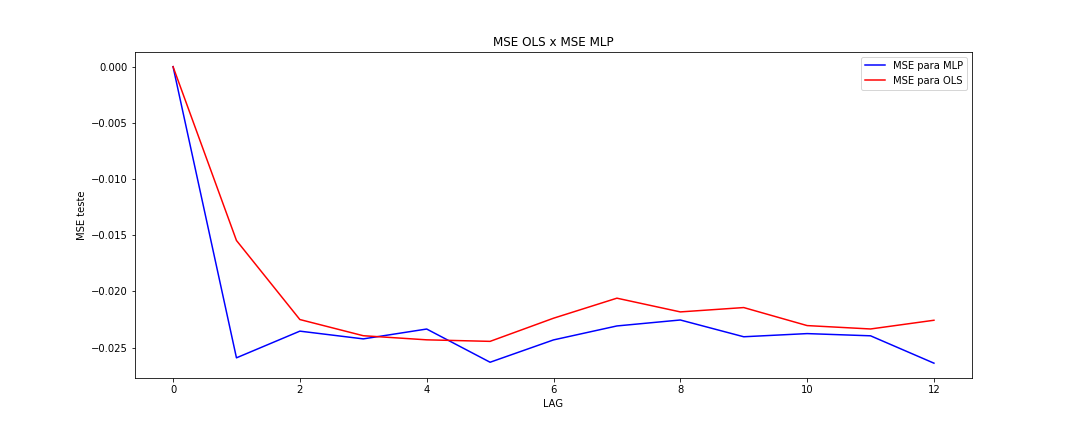 MSE OLS x MSE MLP
MSE para MLP
MSE para OLS
0.000
−0.005
−0.010
−0.015
−0.020
−0.025
MSE teste
0 2 4 6 8 10 12
LAG